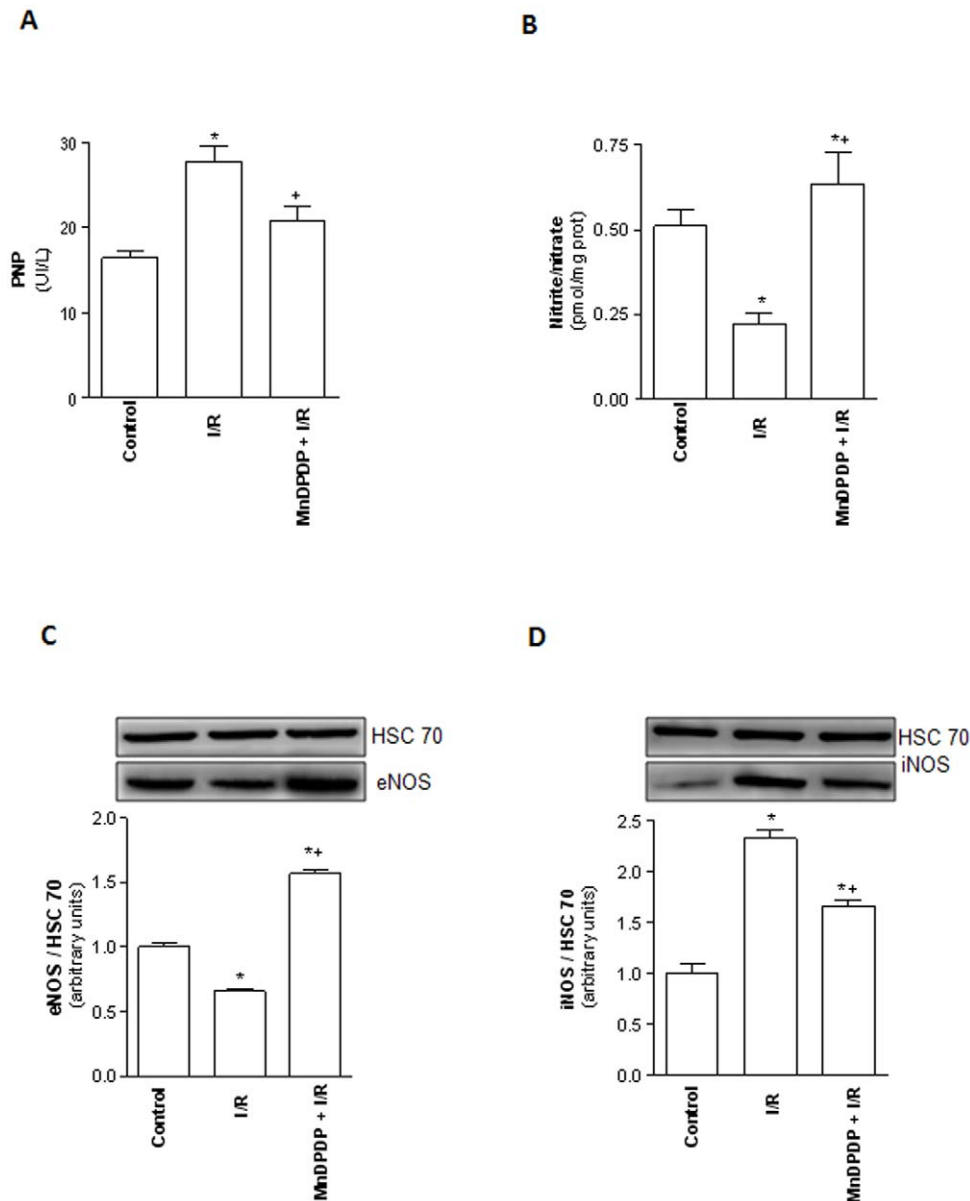 A
B
30
20
10
0
PNP
(UI/L)
*
+
Control
I/R
MnDPDP + I/R
0.75
0.50
0.25
0.00
Nitrite/nitrate
(pmol/mg prot)
*
*+
Control
I/R
MnDPDP + I/R
C
D
HSC 70
eNOS
2.0
1.5
1.0
0.5
0.0
eNOS / HSC 70
(arbitrary units)
*
*+
Control
I/R
MnDPDP + I/R
HSC 70
iNOS
2.5
2.0
1.5
1.0
0.5
0.0
iNOS / HSC 70
(arbitrary units)
*
*+
Control
I/R
MnDPDP + I/R